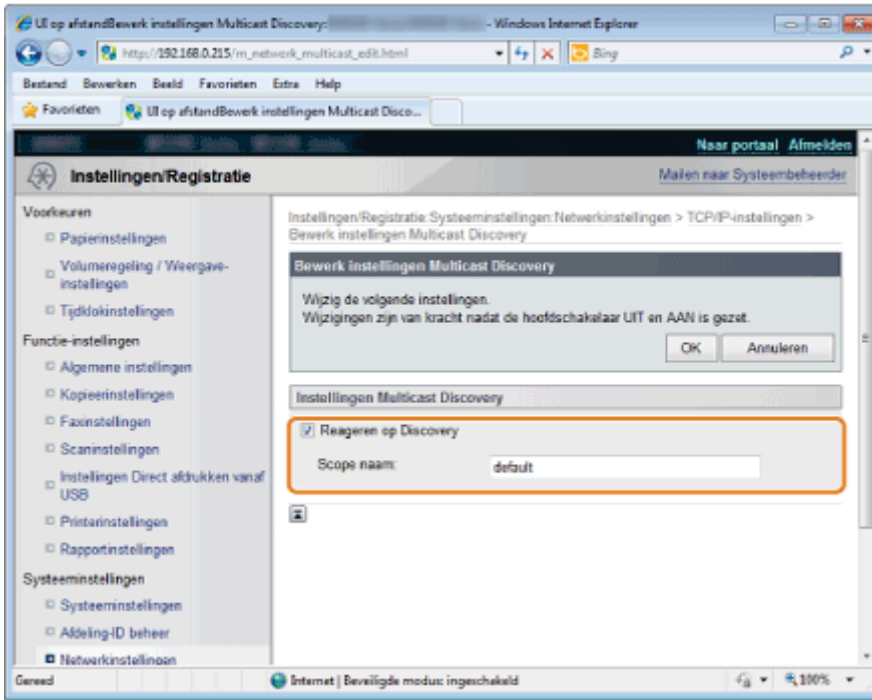 UI op afstandBewerk instellingen Multicast Discovery: - Windows Internet Explorer
http://192.168.0.215/m_network_multicast_edit.html
Bing
Bestand Bewerken Beeld Favorieten Extra Help
Favorieten
UI op afstandBewerk instellingen Multicast Disco...
Naar portaal Afmelden
Instellingen/Registratie
Mailen naar Systeembeheerder
Voorkeuren
Papierinstellingen
Volumeregeling / Weergave-
instellingen
Tijdklokinstellingen
Functie-instellingen
Algemene instellingen
Kopieerinstellingen
Faxinstellingen
Scaninstellingen
Instellingen Direct afdrukken vanaf
USB
Printerinstellingen
Rapportinstellingen
Systeeminstellingen
Systeeminstellingen
Afdeling-ID beheer
Netwerkinstellingen
Instellingen/Registratie:Systeeminstellingen:Netwerkinstellingen > TCP/IP-instellingen >
Bewerk instellingen Multicast Discovery
Bewerk instellingen Multicast Discovery
Wijzig de volgende instellingen.
Wijzigingen zijn van kracht nadat de hoofdschakelaar UIT en AAN is gezet.
OK Annuleren
Instellingen Multicast Discovery
Reageren op Discovery
Scope naam: default
Gereed
Internet | Beveiligde modus: ingeschakeld
100%